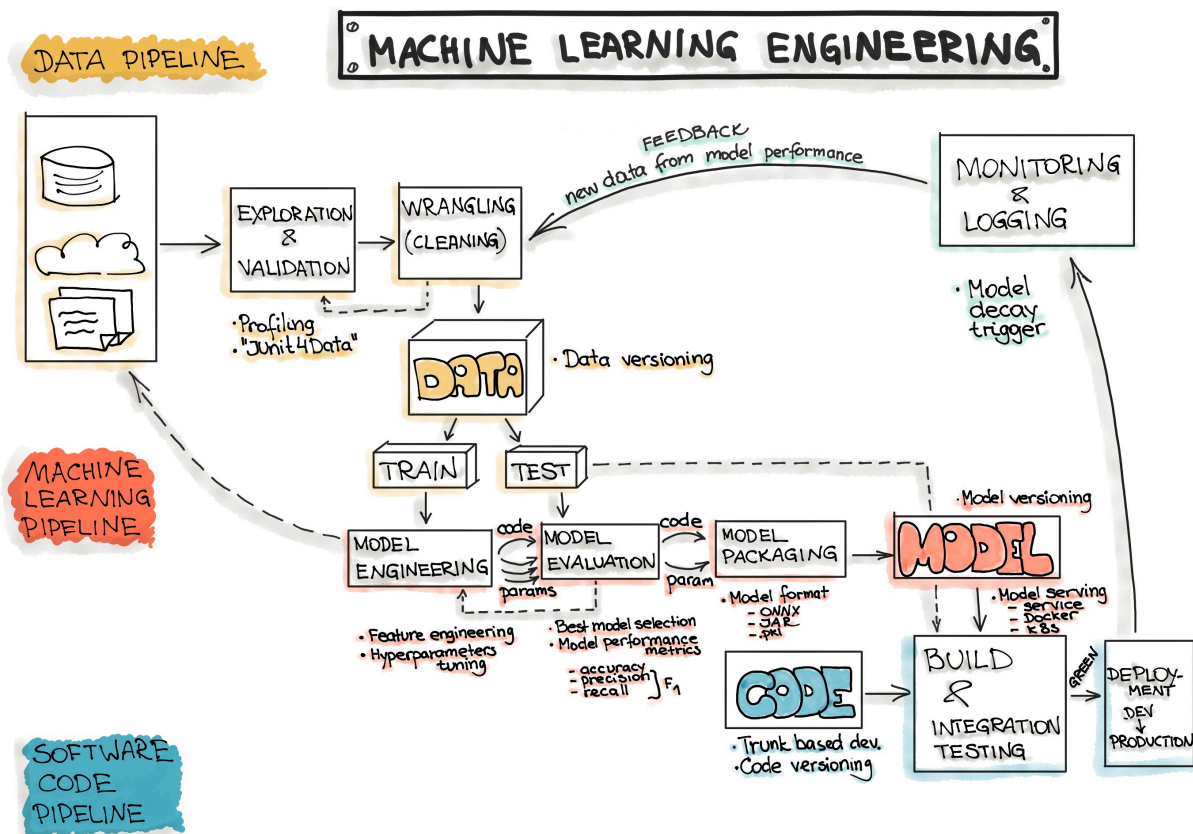 DATA PIPELINE
MACHINE LEARNING ENGINEERING
FEEDBACK
new data from model performance
MONITORING
&
LOGGING
EXPLORATION
&
VALIDATION
WRANGLING
(CLEANING)
• Profiling
• "JUnit4Data"
• Model
decay
trigger
DATA
• Data versioning
TRAIN
TEST
MACHINE
LEARNING
PIPELINE
MODEL
ENGINEERING
code
params
MODEL
EVALUATION
code
param
MODEL
PACKAGING
• Model versioning
MODEL
• Feature engineering
• Hyperparameters
tuning
• Best model selection
• Model performance
metrics
- accuracy
- precision
- recall
F1
• Model format
- ONNX
- JAR
- .pkl
• Model serving
- service
- Docker
- K8s
CODE
• Trunk based dev.
• Code versioning
BUILD
&
INTEGRATION
TESTING
GREEN
DEPLOY-
MENT
DEV
PRODUCTION
SOFTWARE
CODE
PIPELINE